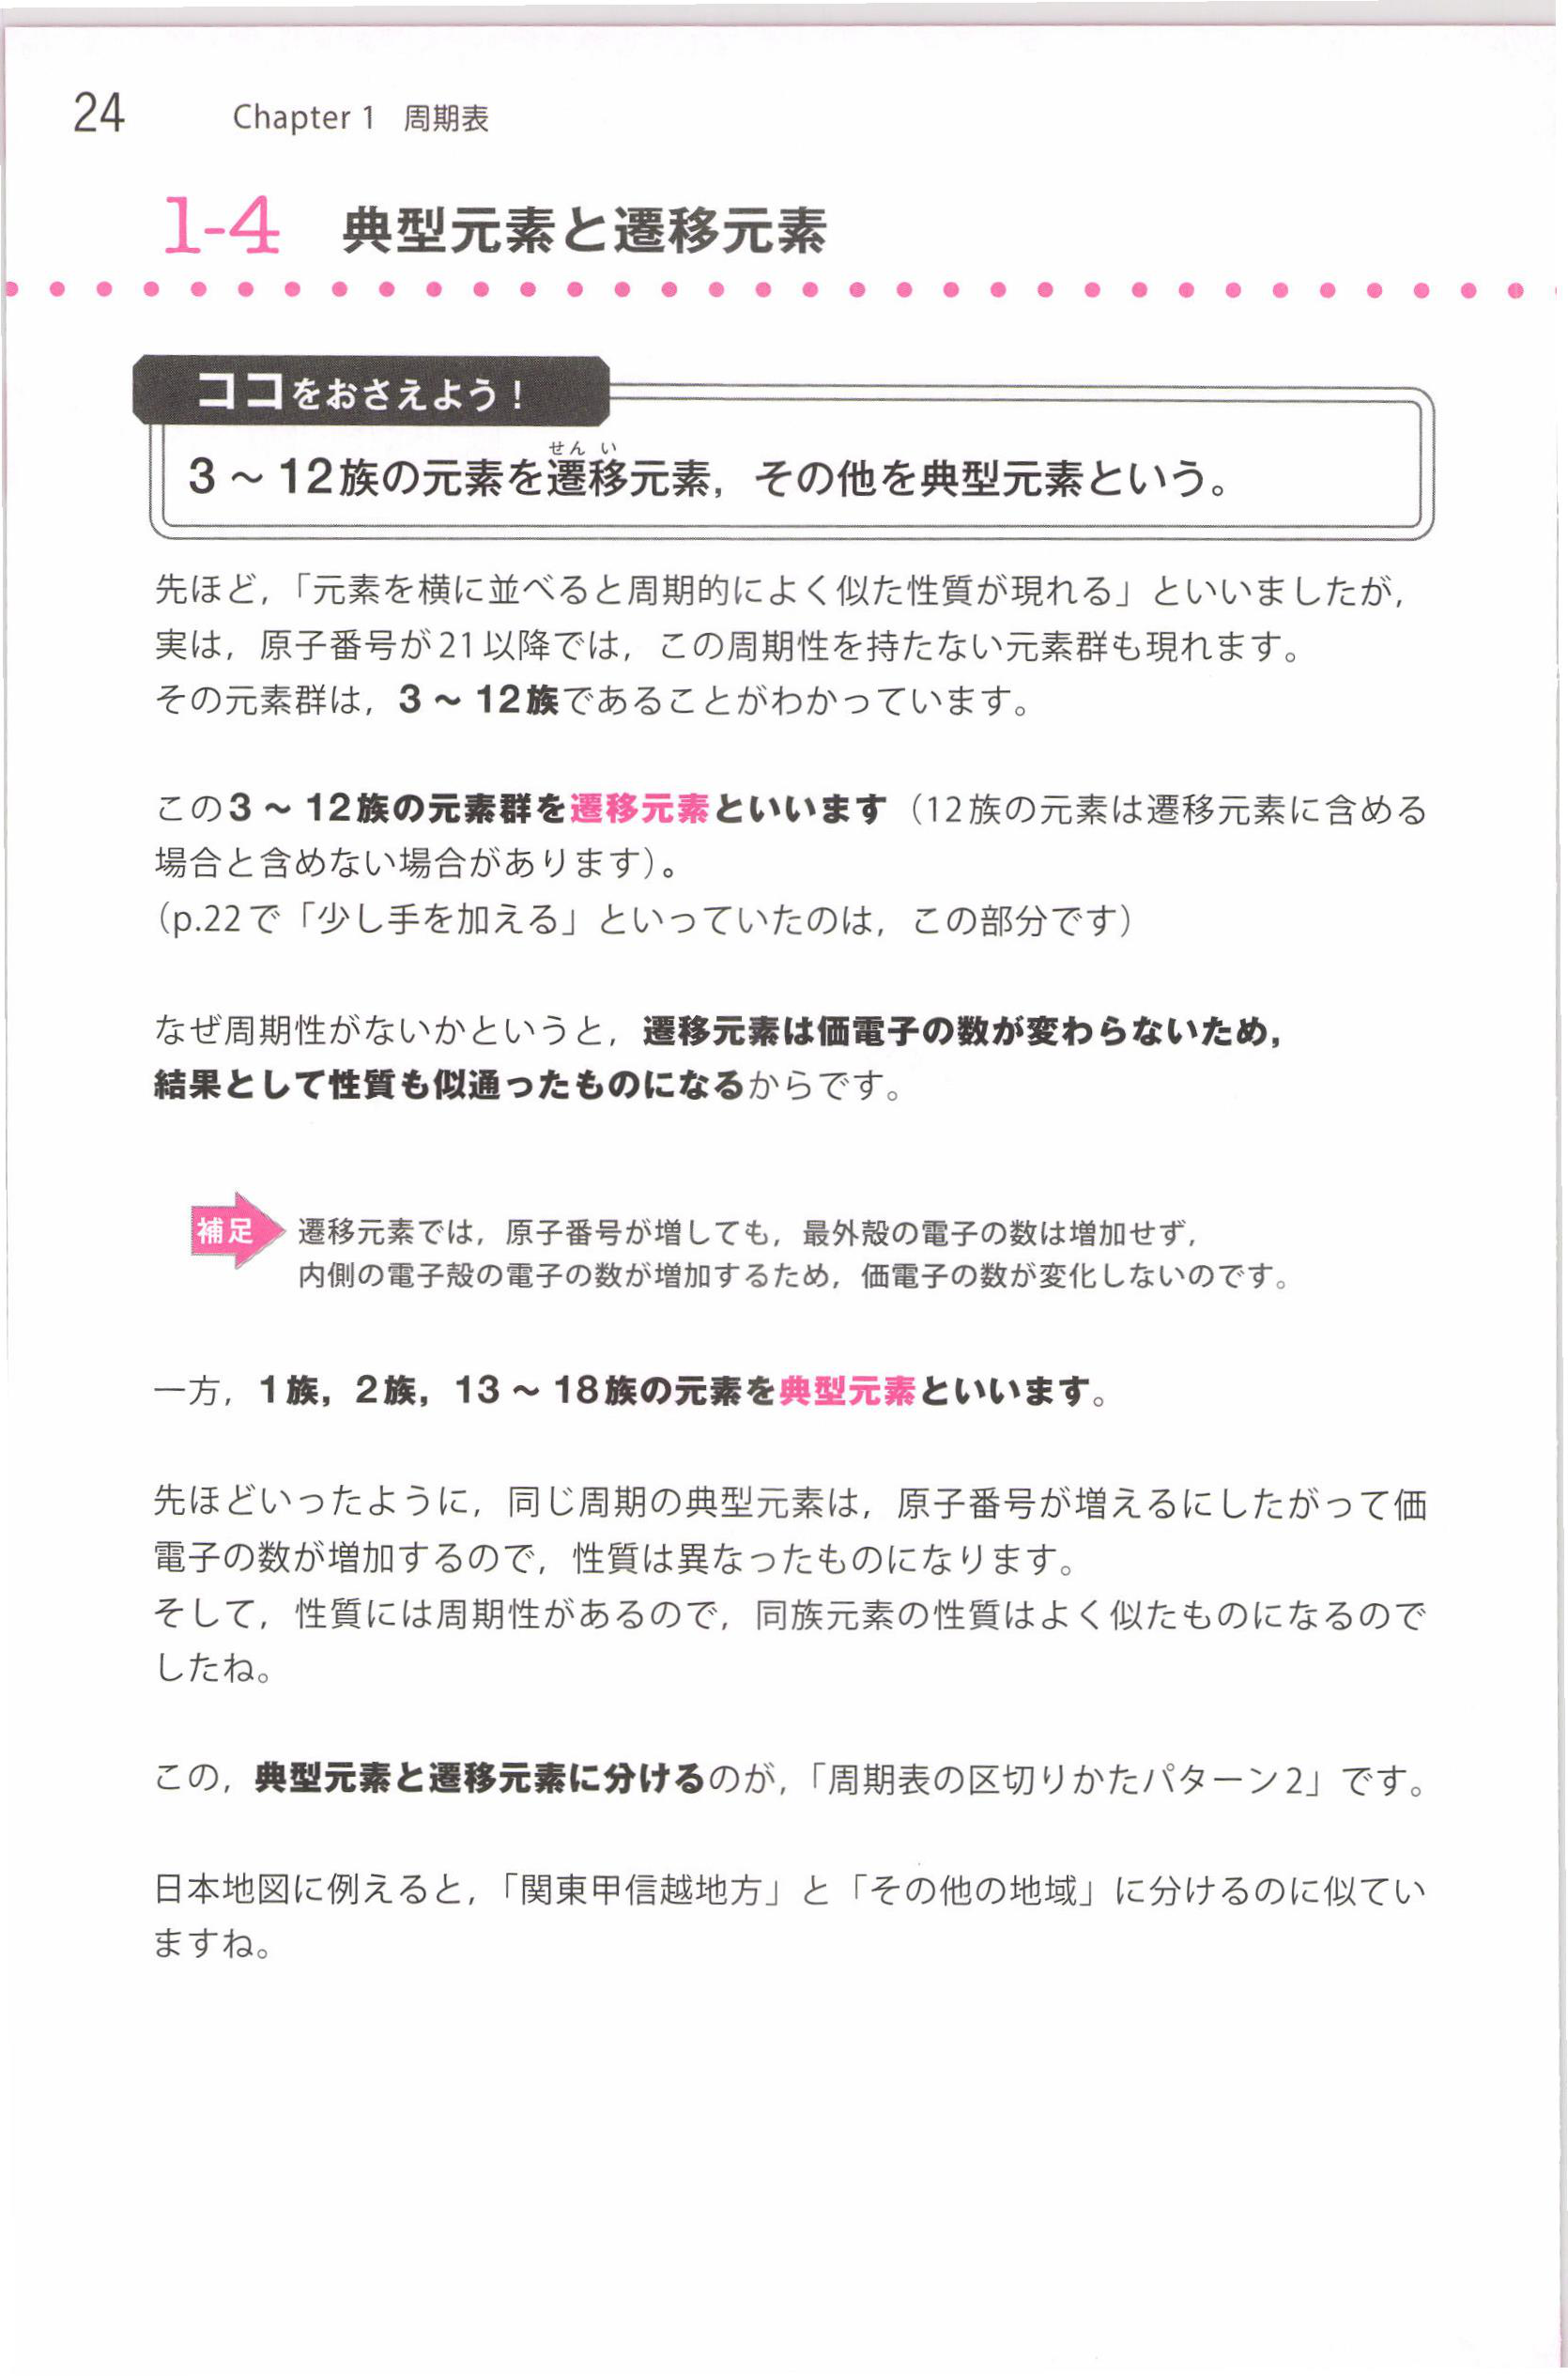 24 Chapter 1 周期表
1-4 典型元素と遷移元素
ココをおさえよう！
せん い
3～12族の元素を遷移元素，その他を典型元素という。
先ほど，「元素を横に並べると周期的によく似た性質が現れる」といいましたが，
実は，原子番号が21以降では，この周期性を持たない元素群も現れます。
その元素群は，3～12族であることがわかっています。
この3～12族の元素群を遷移元素といいます（12族の元素は遷移元素に含める
場合と含めない場合があります）。
（p.22で「少し手を加える」といっていたのは，この部分です）
なぜ周期性がないかというと，遷移元素は価電子の数が変わらないため，
結果として性質も似通ったものになるからです。
補足 遷移元素では，原子番号が増しても，最外殻の電子の数は増加せず，
内側の電子殻の電子の数が増加するため，価電子の数が変化しないのです。
一方，1族，2族，13～18族の元素を典型元素といいます。
先ほどいったように，同じ周期の典型元素は，原子番号が増えるにしたがって価
電子の数が増加するので，性質は異なったものになります。
そして，性質には周期性があるので，同族元素の性質はよく似たものになるので
したね。
この，典型元素と遷移元素に分けるのが，「周期表の区切りかたパターン2」です。
日本地図に例えると，「関東甲信越地方」と「その他の地域」に分けるのに似てい
ますね。